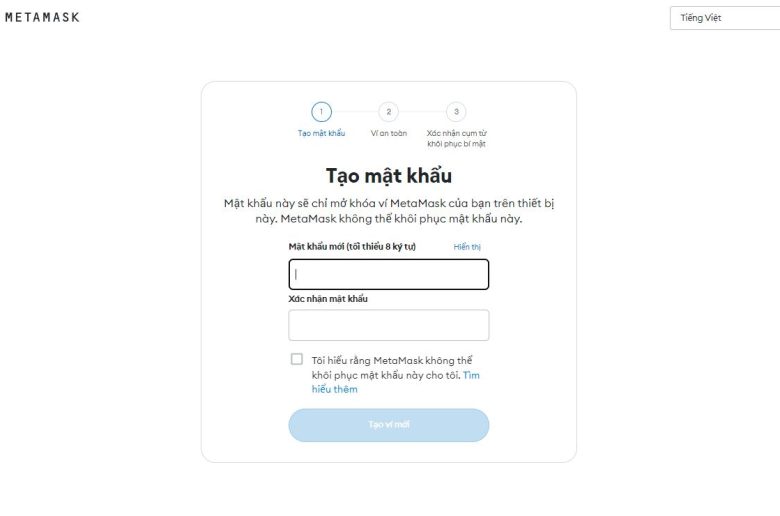 METAMASK
Tiếng Việt
1
2
3
Tạo mật khẩu
Ví an toàn
Xác nhận cụm từ
khôi phục bí mật
Tạo mật khẩu
Mật khẩu này sẽ chỉ mở khóa ví MetaMask của bạn trên thiết bị
này. MetaMask không thể khôi phục mật khẩu này.
Mật khẩu mới (tối thiểu 8 ký tự)
Hiển thị
Xác nhận mật khẩu
Tôi hiểu rằng MetaMask không thể
khôi phục mật khẩu này cho tôi. Tìm
hiểu thêm
Tạo ví mới